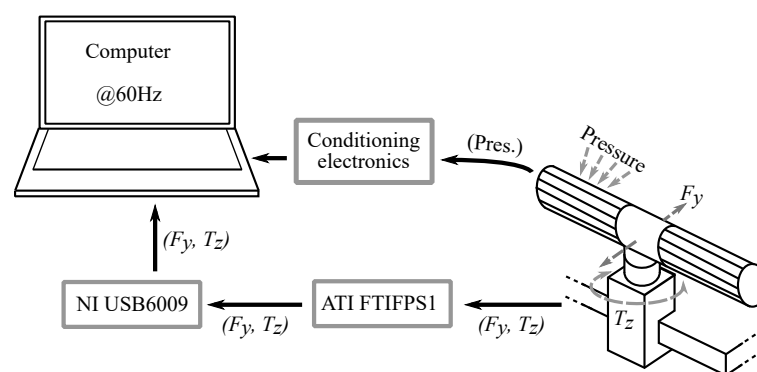 Computer
@60Hz
Conditioning
electronics
(Pres.)
Pressure
Fy
(Fy, Tz)
NI USB6009
(Fy, Tz)
ATI FTIFPS1
(Fy, Tz)
Tz